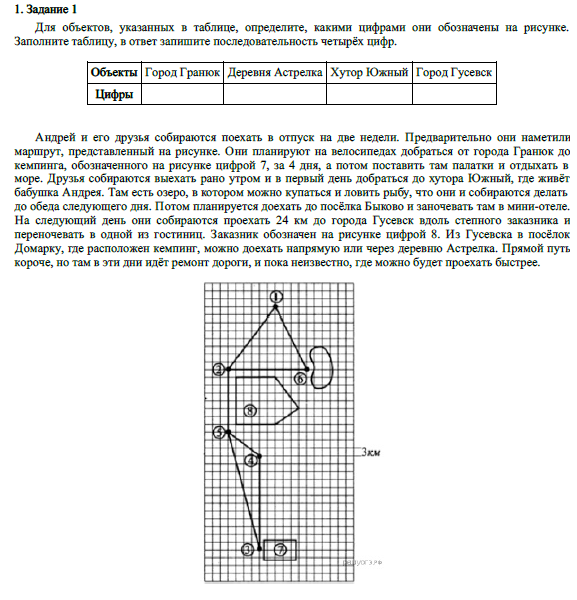 1. Задание 1
Для объектов, указанных в таблице, определите, какими цифрами они обозначены на рисунке.
Заполните таблицу, в ответ запишите последовательность четырёх цифр.
Объекты Город Гранюк Деревня Астрелка Хутор Южный Город Гусевск
Цифры
Андрей и его друзья собираются поехать в отпуск на две недели. Предварительно они наметили
маршрут, представленный на рисунке. Они планируют на велосипедах добраться от города Гранюк до
кемпинга, обозначенного на рисунке цифрой 7, за 4 дня, а потом поставить там палатки и отдыхать в
море. Друзья собираются выехать рано утром и в первый день добраться до хутора Южный, где живёт
бабушка Андрея. Там есть озеро, в котором можно купаться и ловить рыбу, что они и собираются делать
до обеда следующего дня. Потом планируется доехать до посёлка Быково и заночевать там в мини-отеле.
На следующий день они собираются проехать 24 км до города Гусевск вдоль степного заказника и
переночевать в одной из гостиниц. Заказник обозначен на рисунке цифрой 8. Из Гусевска в посёлок
Домарку, где расположен кемпинг, можно доехать напрямую или через деревню Астрелка. Прямой путь
короче, но там в эти дни идёт ремонт дороги, и пока неизвестно, где можно будет проехать быстрее.
1
2
6
8
5
4
3км
3 7
РЕШУОГЭ.РФ